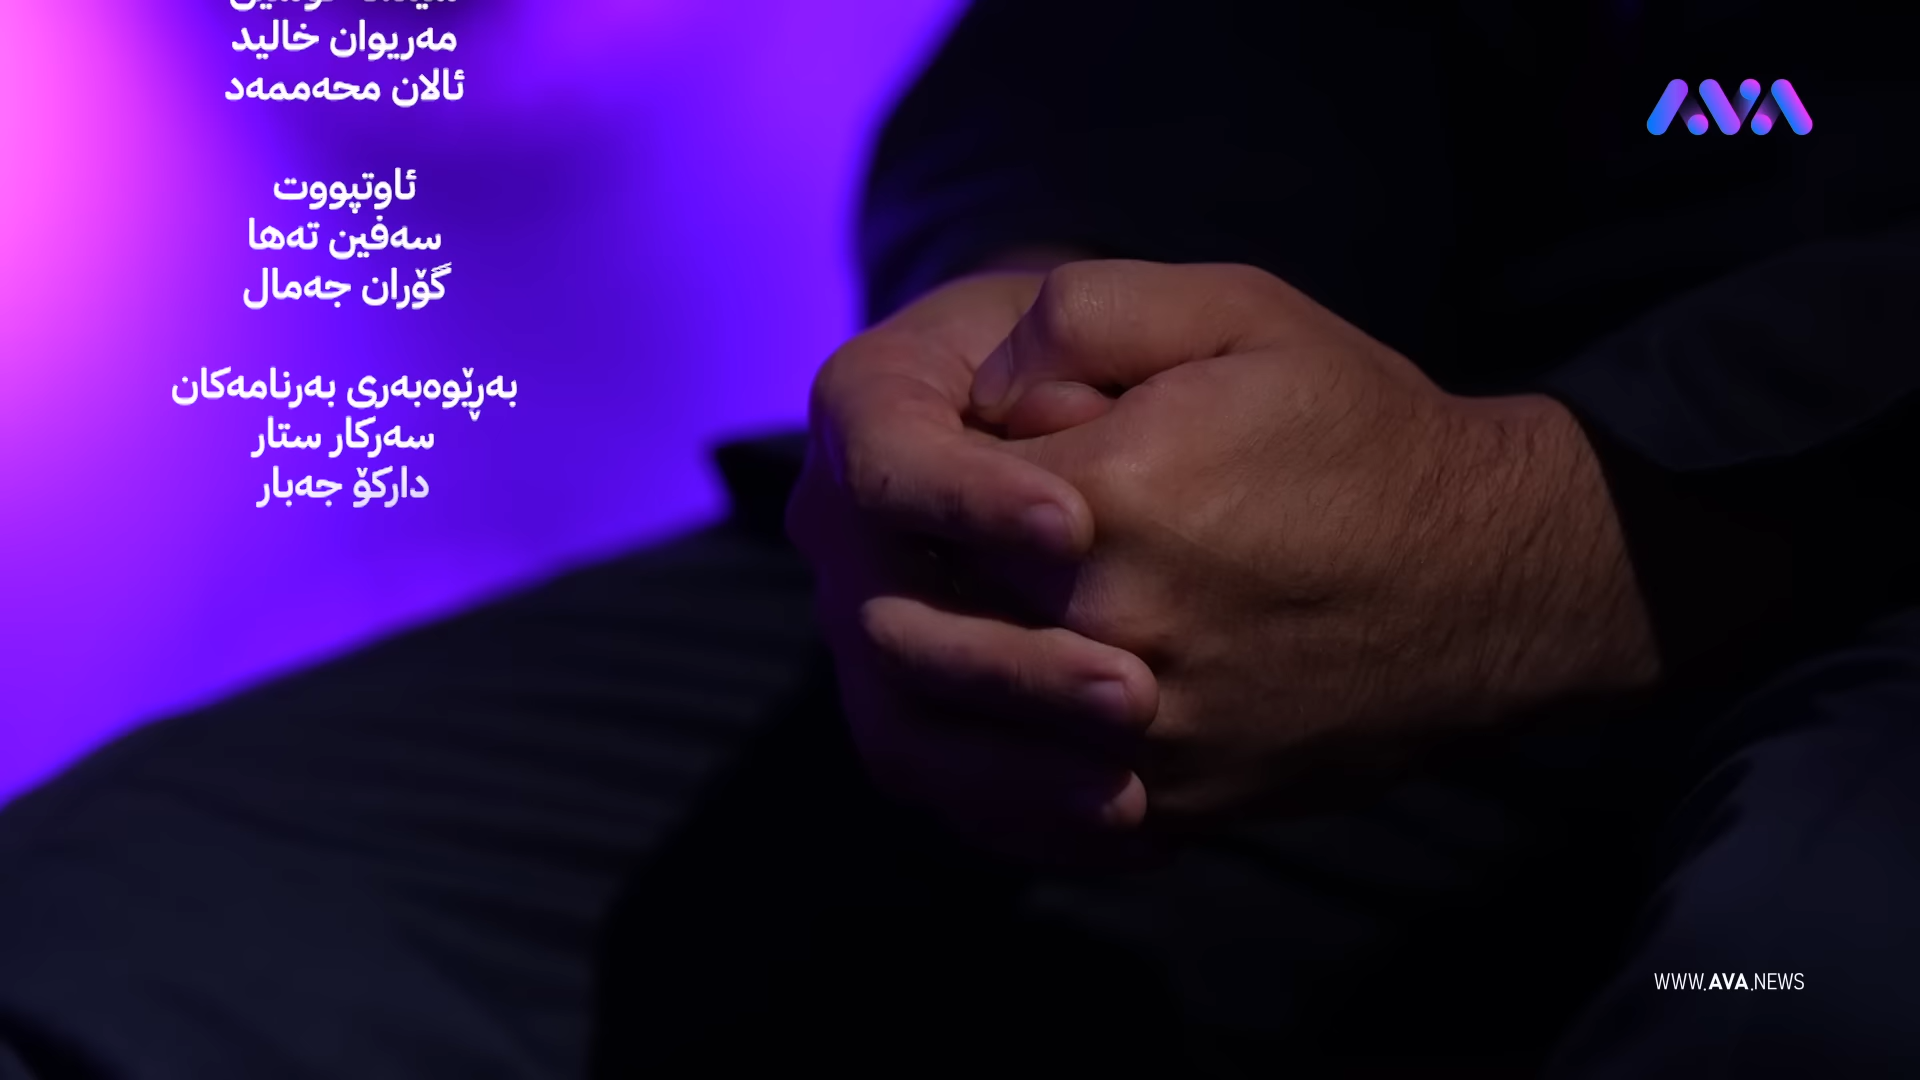 مەریوان خالید
ئالان محەممەد
ئاوتپووت
سەفین تەها
گۆران جەمال
بەڕێوەبەری بەرنامەکان
سەرکار ستار
دارکۆ جەبار
AVA
WWW.AVA.NEWS